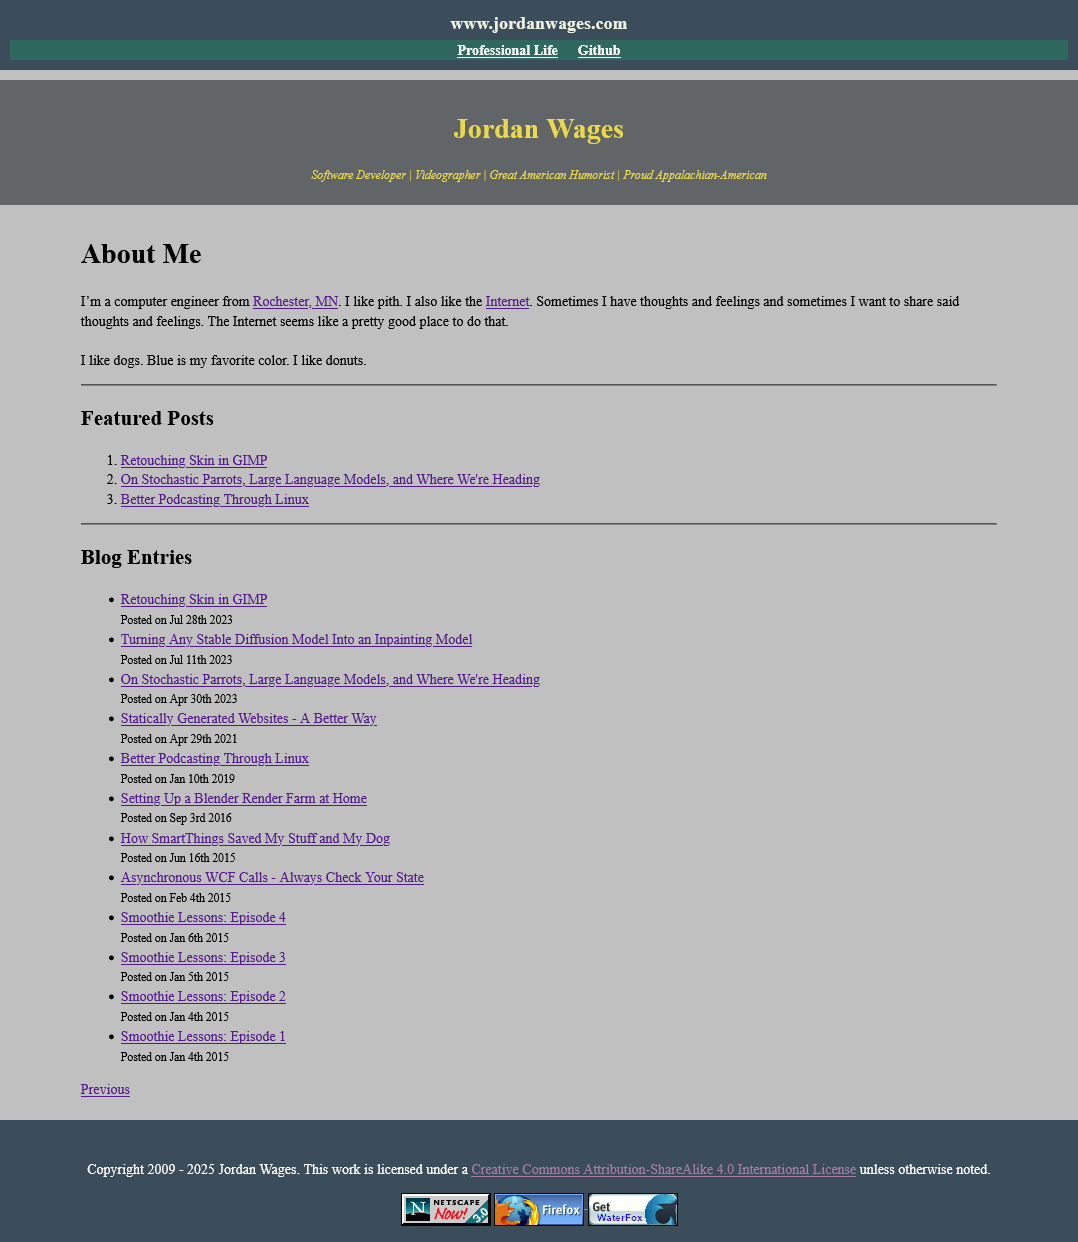 www.jordanwages.com
Professional Life Github
Jordan Wages
Software Developer | Videographer | Great American Humorist | Proud Appalachian-American
About Me
I’m a computer engineer from Rochester, MN. I like pith. I also like the Internet. Sometimes I have thoughts and feelings and sometimes I want to share said
thoughts and feelings. The Internet seems like a pretty good place to do that.
I like dogs. Blue is my favorite color. I like donuts.
Featured Posts
1. Retouching Skin in GIMP
2. On Stochastic Parrots, Large Language Models, and Where We're Heading
3. Better Podcasting Through Linux
Blog Entries
• Retouching Skin in GIMP
Posted on Jul 28th 2023
• Turning Any Stable Diffusion Model Into an Inpainting Model
Posted on Jul 11th 2023
• On Stochastic Parrots, Large Language Models, and Where We're Heading
Posted on Apr 30th 2023
• Statically Generated Websites - A Better Way
Posted on Apr 29th 2021
• Better Podcasting Through Linux
Posted on Jan 10th 2019
• Setting Up a Blender Render Farm at Home
Posted on Sep 3rd 2016
• How SmartThings Saved My Stuff and My Dog
Posted on Jun 16th 2015
• Asynchronous WCF Calls - Always Check Your State
Posted on Feb 4th 2015
• Smoothie Lessons: Episode 4
Posted on Jan 6th 2015
• Smoothie Lessons: Episode 3
Posted on Jan 5th 2015
• Smoothie Lessons: Episode 2
Posted on Jan 4th 2015
• Smoothie Lessons: Episode 1
Posted on Jan 4th 2015
Previous
Copyright 2009 - 2025 Jordan Wages. This work is licensed under a Creative Commons Attribution-ShareAlike 4.0 International License unless otherwise noted.
N NETSCAPE Now! 3.0 Firefox Get WaterFox